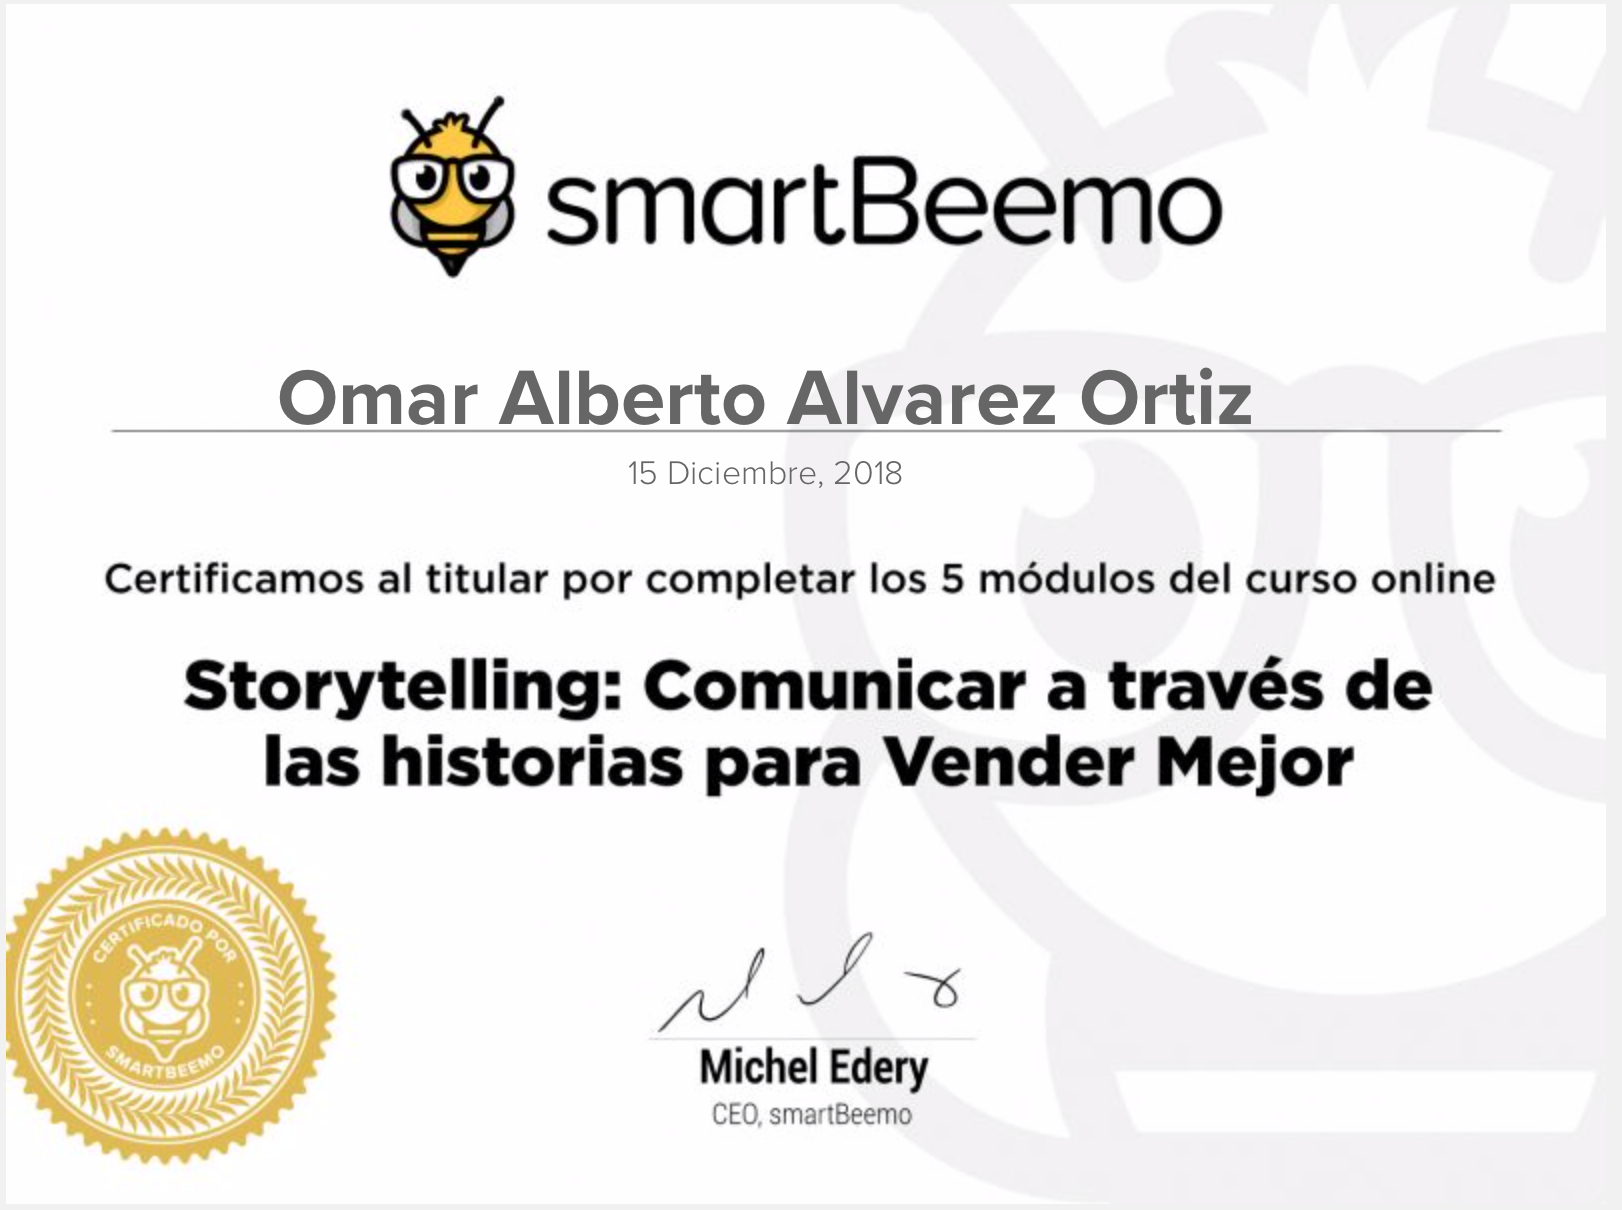 smartBeemo
Omar Alberto Alvarez Ortiz
15 Diciembre, 2018
Certificamos al titular por completar los 5 módulos del curso online
Storytelling: Comunicar a través de
las historias para Vender Mejor
CERTIFICADO POR
SMARTBEEMO
Michel Edery
CEO, smartBeemo